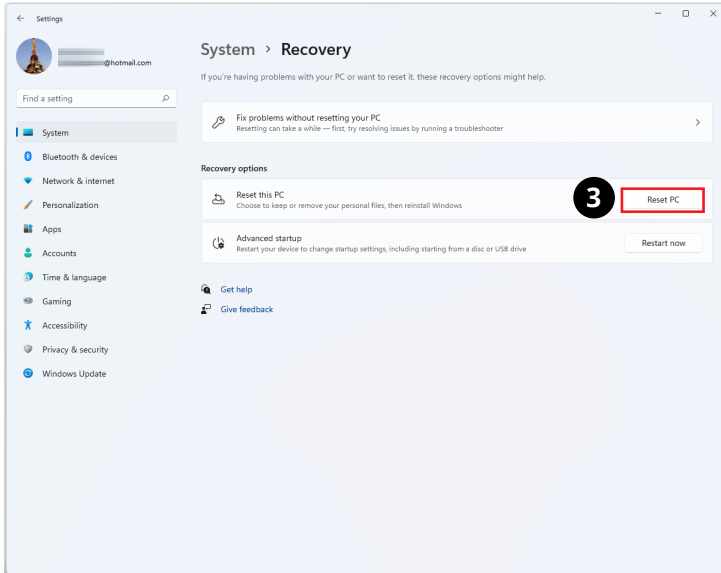 Settings
@hotmail.com
Find a setting
System
Bluetooth & devices
Network & internet
Personalization
Apps
Accounts
Time & language
Gaming
Accessibility
Privacy & security
Windows Update
System > Recovery
If you're having problems with your PC or want to reset it, these recovery options might help.
Fix problems without resetting your PC
Resetting can take a while — first, try resolving issues by running a troubleshooter
Recovery options
Reset this PC
Choose to keep or remove your personal files, then reinstall Windows
3
Reset PC
Advanced startup
Restart your device to change startup settings, including starting from a disc or USB drive
Restart now
Get help
Give feedback